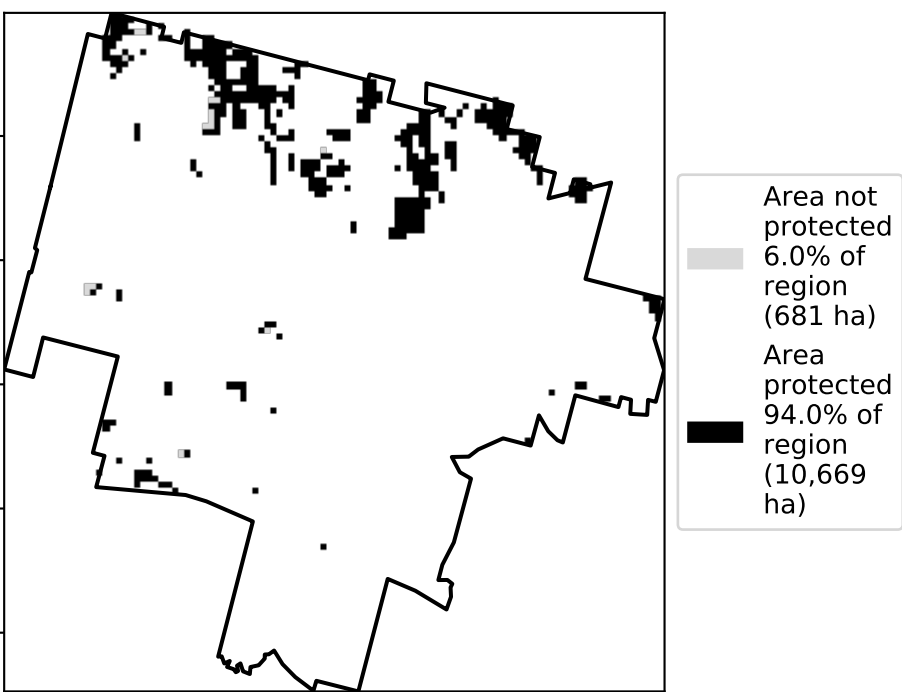 Area not
protected
6.0% of
region
(681 ha)
Area
protected
94.0% of
region
(10,669
ha)